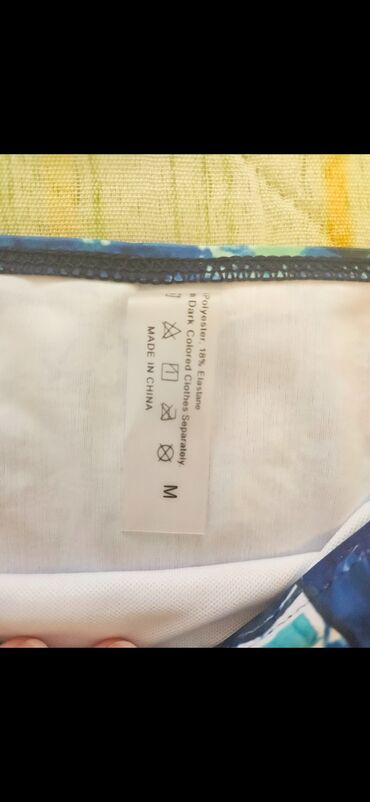 Polyester, 18% Elastane
Dark Colored Clothes Separately
MADE IN CHINA
M